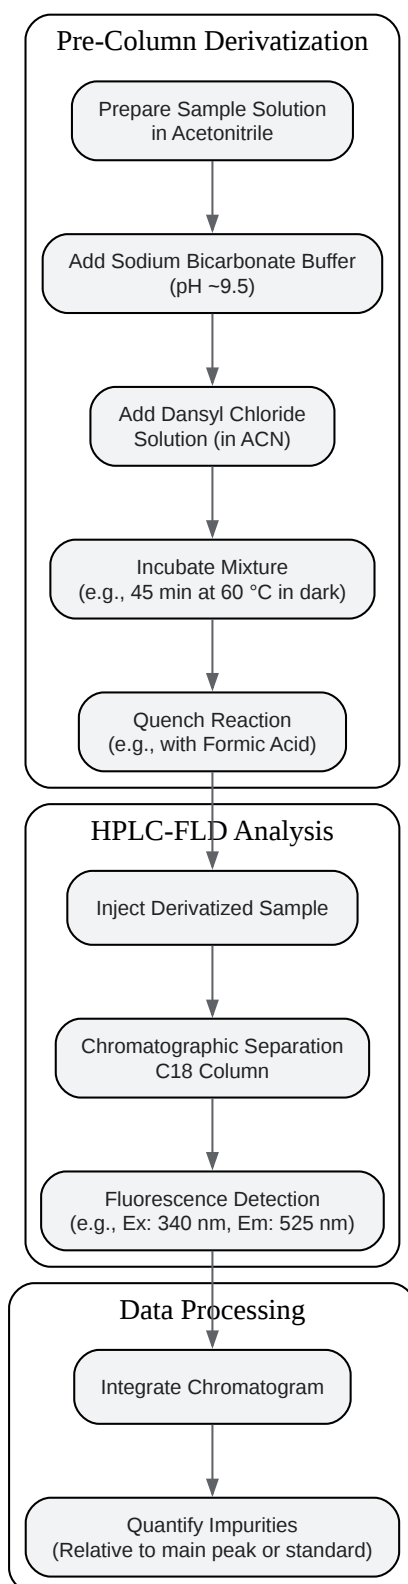 Pre-Column Derivatization
Prepare Sample Solution
in Acetonitrile
Add Sodium Bicarbonate Buffer
(pH ~9.5)
Add Dansyl Chloride
Solution (in ACN)
Incubate Mixture
(e.g., 45 min at 60 °C in dark)
Quench Reaction
(e.g., with Formic Acid)
HPLC-FLD Analysis
Inject Derivatized Sample
Chromatographic Separation
C18 Column
Fluorescence Detection
(e.g., Ex: 340 nm, Em: 525 nm)
Data Processing
Integrate Chromatogram
Quantify Impurities
(Relative to main peak or standard)